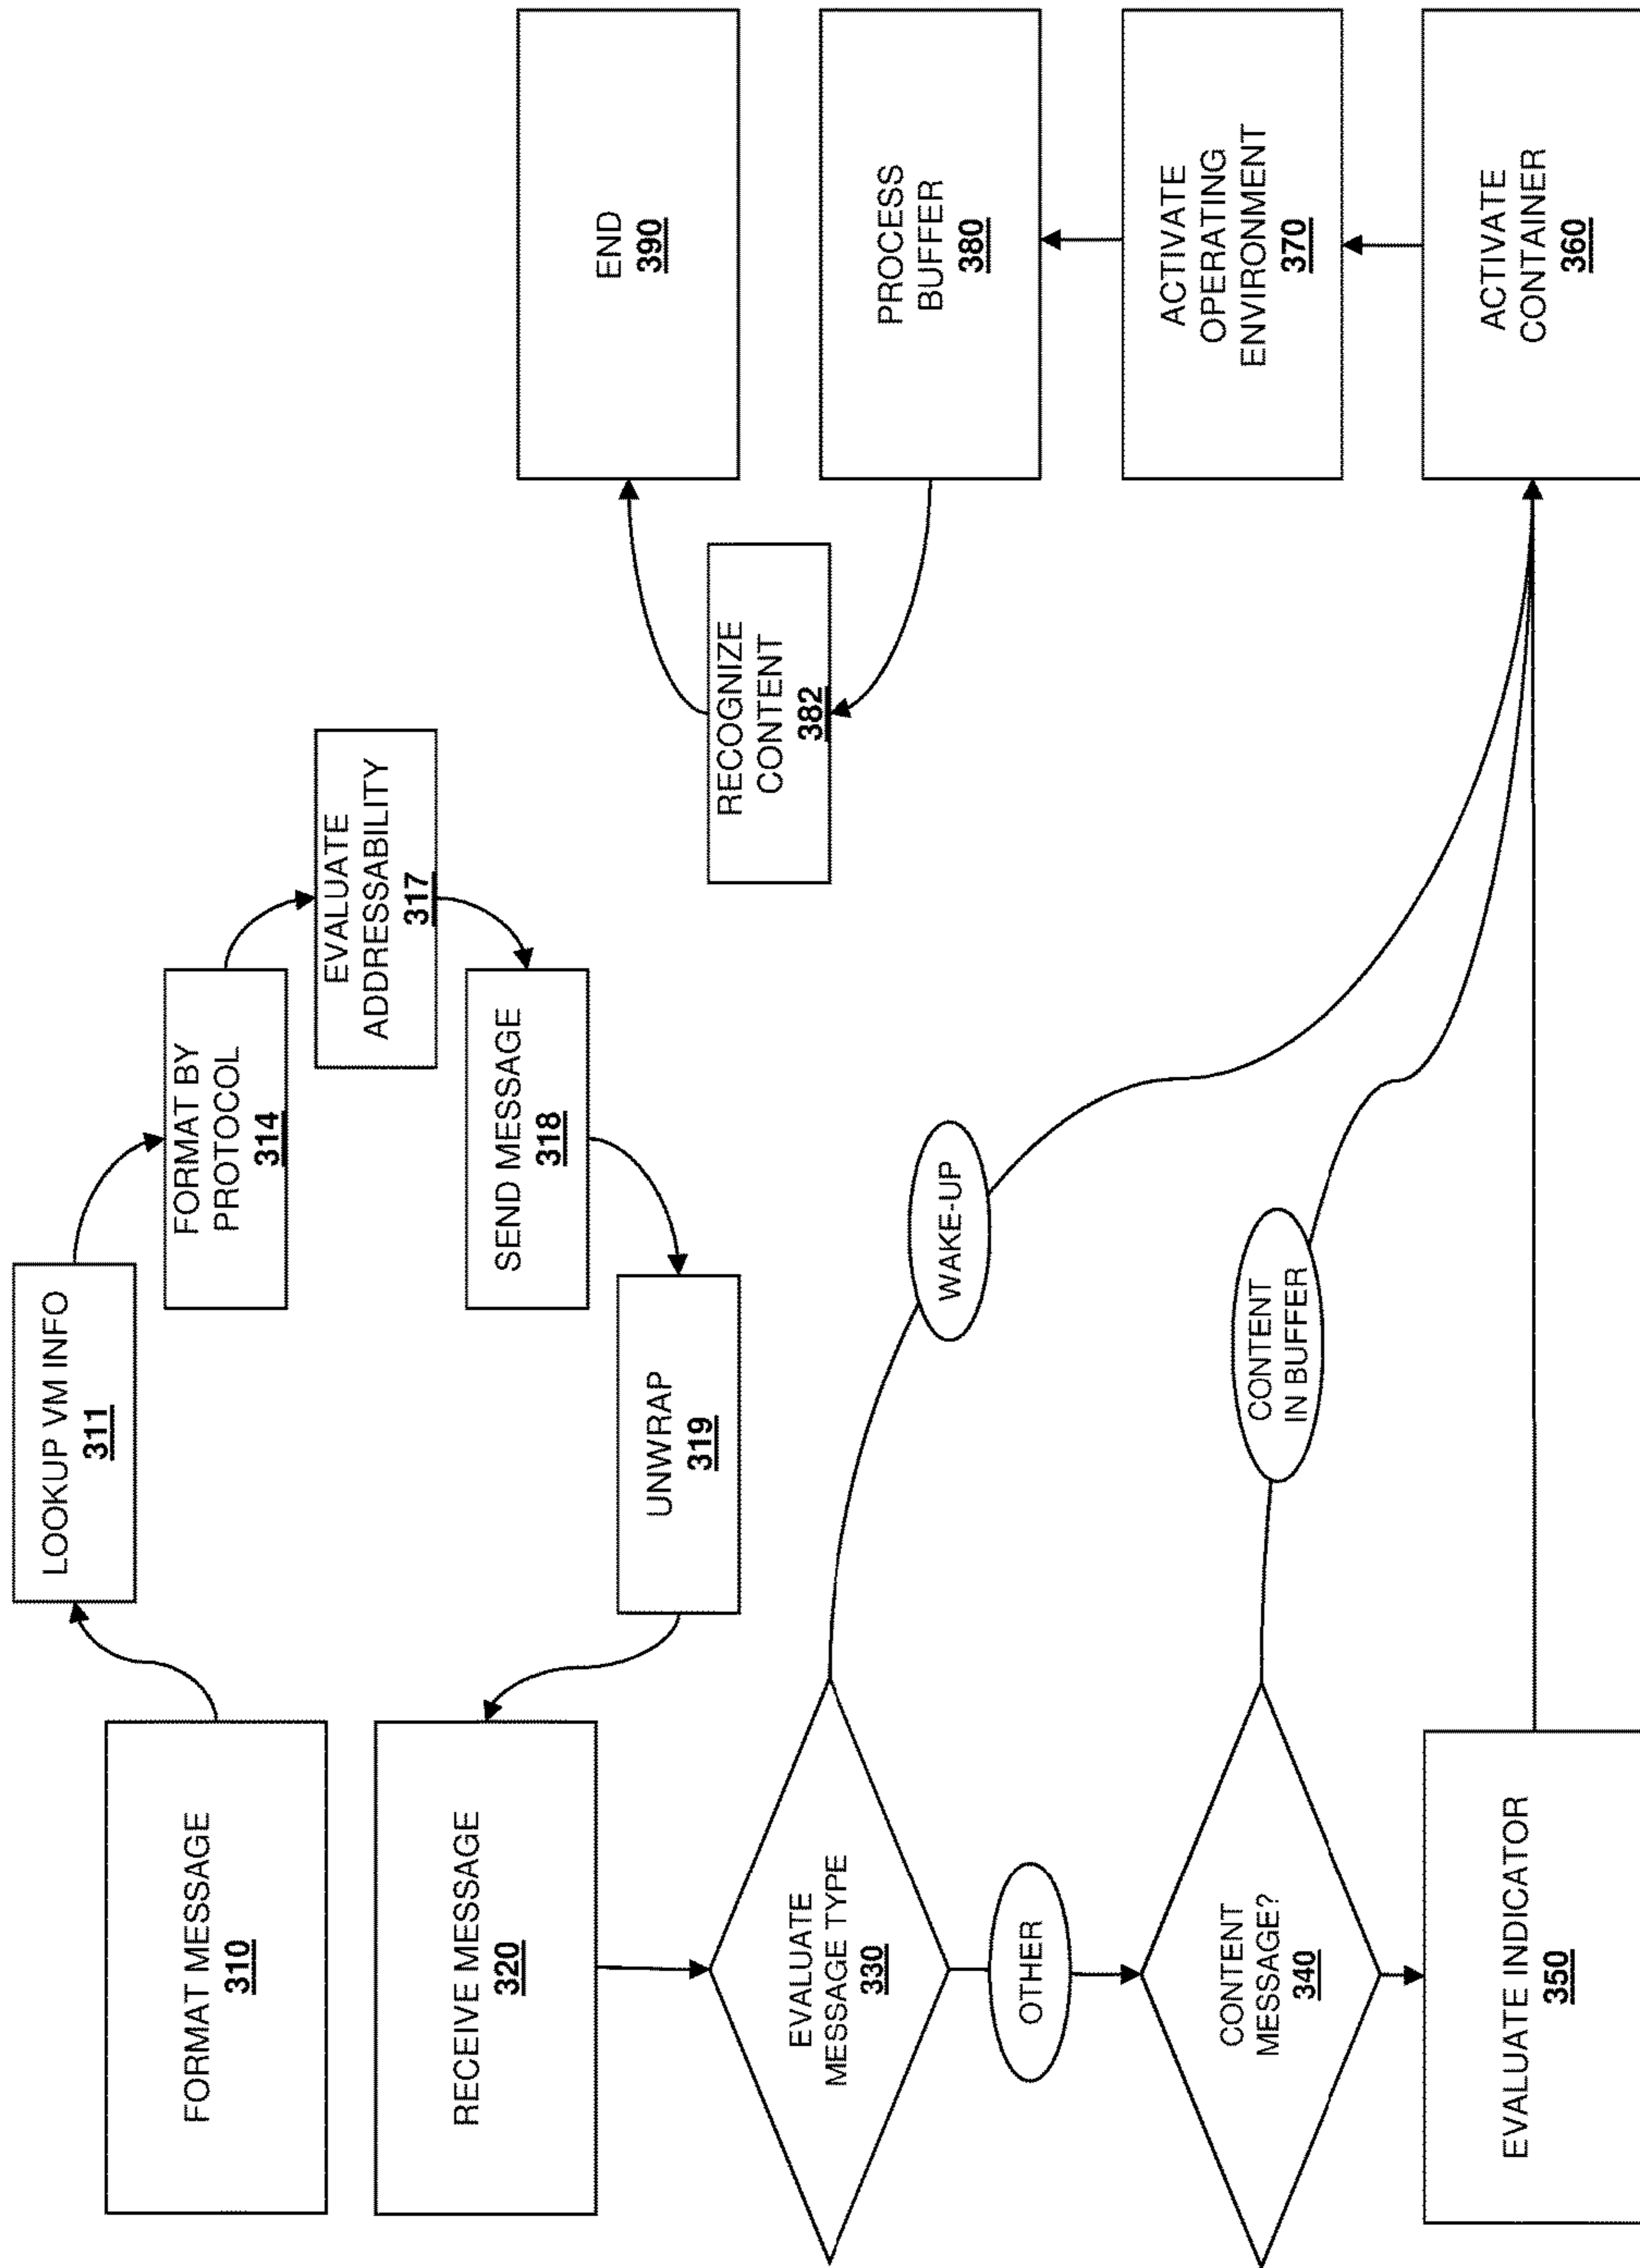 FORMAT MESSAGE
310
LOOKUP VM INFO
311
FORMAT BY
PROTOCOL
314
EVALUATE
ADDRESSABILITY
317
SEND MESSAGE
318
UNWRAP
319
RECEIVE MESSAGE
320
EVALUATE
MESSAGE TYPE
330
WAKE-UP
OTHER
CONTENT
MESSAGE?
340
CONTENT
IN BUFFER
EVALUATE INDICATOR
350
ACTIVATE
CONTAINER
360
ACTIVATE
OPERATING
ENVIRONMENT
370
PROCESS
BUFFER
380
RECOGNIZE
CONTENT
382
END
390